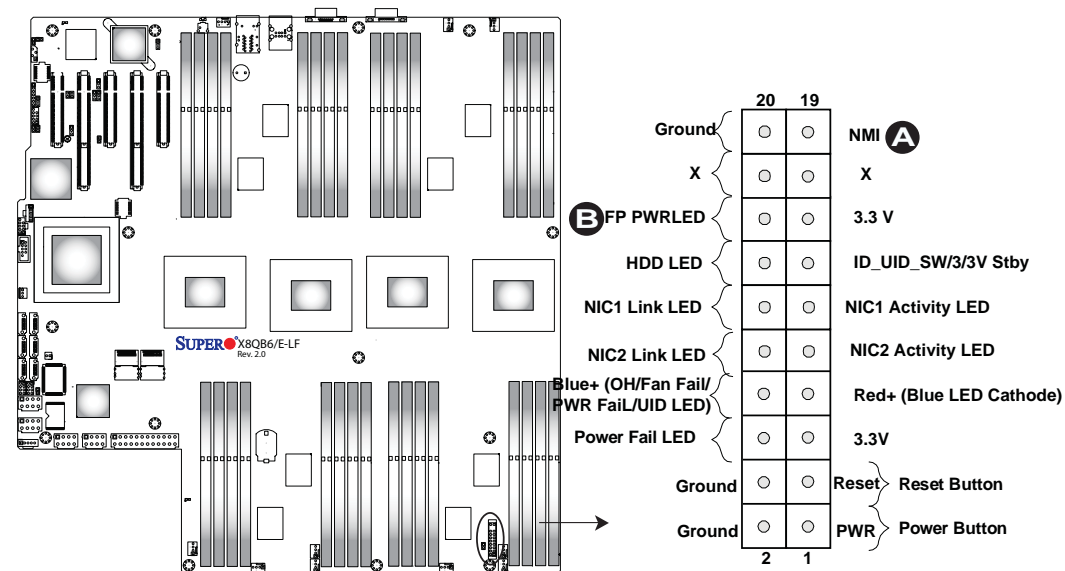 20 19
Ground NMI A
X X
B FP PWRLED 3.3 V
HDD LED ID_UID_SW/3/3V Stby
NIC1 Link LED NIC1 Activity LED
NIC2 Link LED NIC2 Activity LED
Blue+ (OH/Fan Fail/
PWR FaiL/UID LED) Red+ (Blue LED Cathode)
Power Fail LED 3.3V
Ground Reset Reset Button
Ground PWR Power Button
2 1
SUPER X8QB6/E-LF
Rev. 2.0